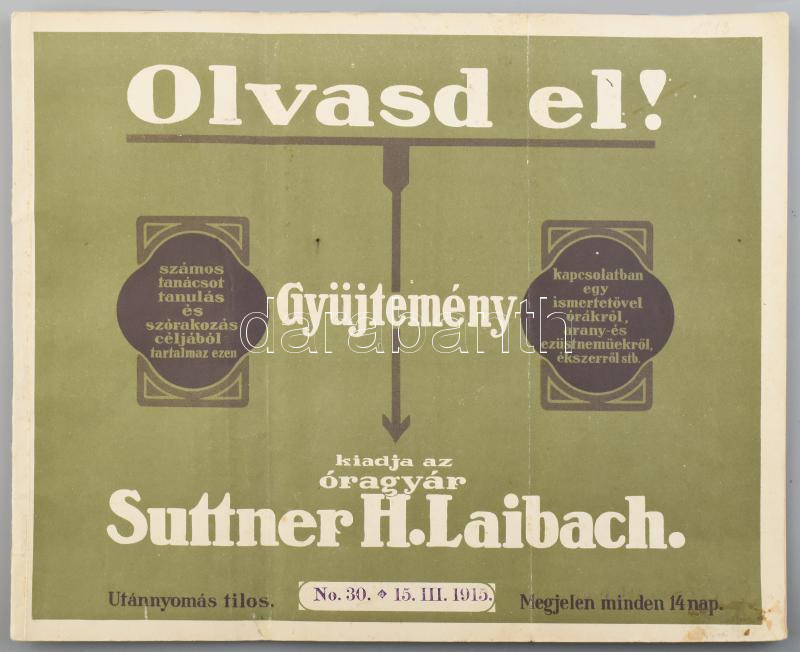 Olvasd el!
számos
tanácsot
tanulás
és
szórakozás
céljából
tartalmaz ezen
Gyüjtemény
kapcsolatban
egy
ismertetővel
órákról,
arany-és
ezüstneműekről,
ékszerről stb.
darabanth
kiadja az
óragyár
Suttner H. Laibach.
Utánnyomás tilos.
No. 30. 15. III. 1915.
Megjelen minden 14 nap.